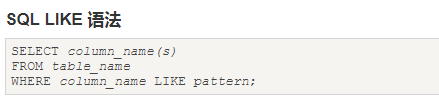 SQL LIKE 语法
SELECT column_name(s)
FROM table_name
WHERE column_name LIKE pattern;